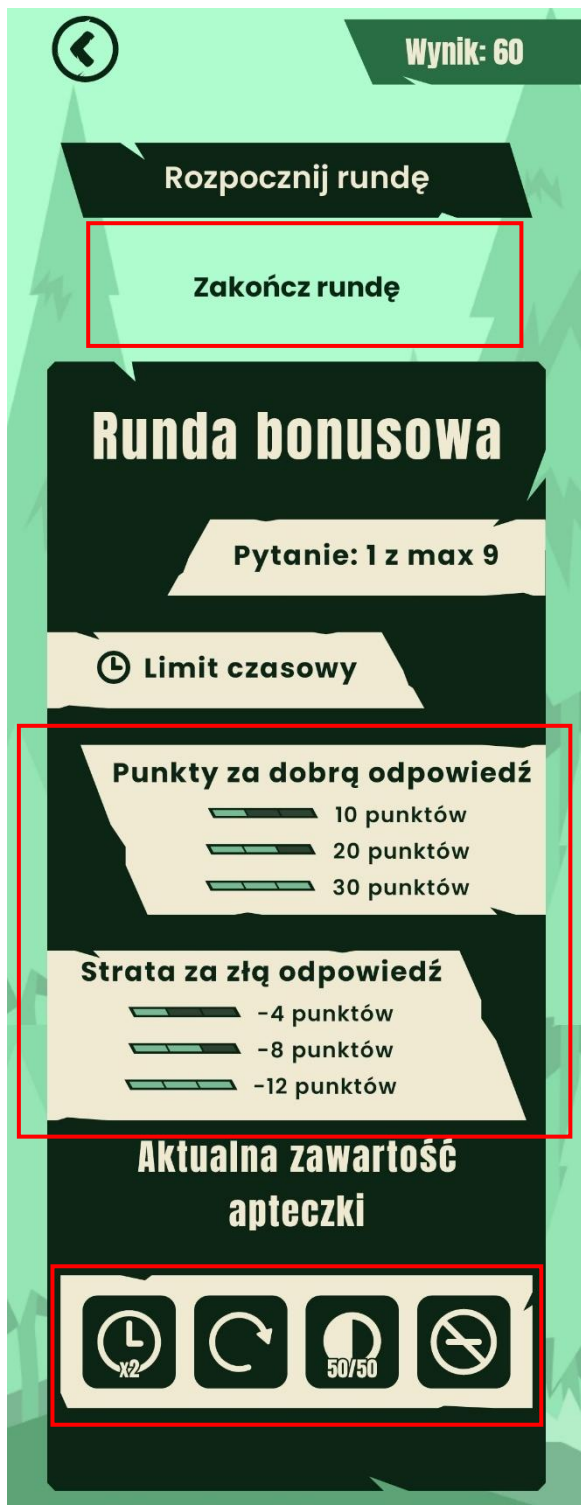 Wynik: 60
Rozpocznij rundę
Zakończ rundę
Runda bonusowa
Pytanie: 1 z max 9
Limit czasowy
Punkty za dobrą odpowiedź
10 punktów
20 punktów
30 punktów
Strata za złą odpowiedź
-4 punktów
-8 punktów
-12 punktów
Aktualna zawartość
apteczki
x2
50/50